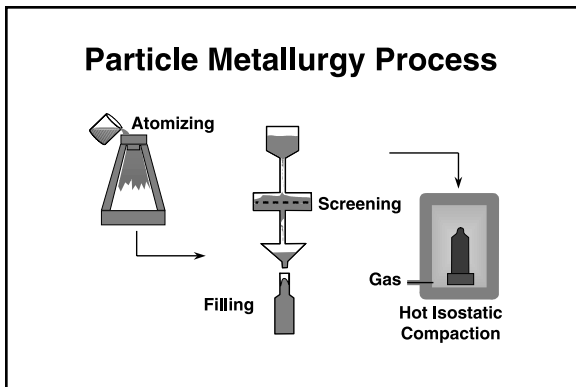 Particle Metallurgy Process
Atomizing
Screening
Filling
Gas
Hot Isostatic
Compaction